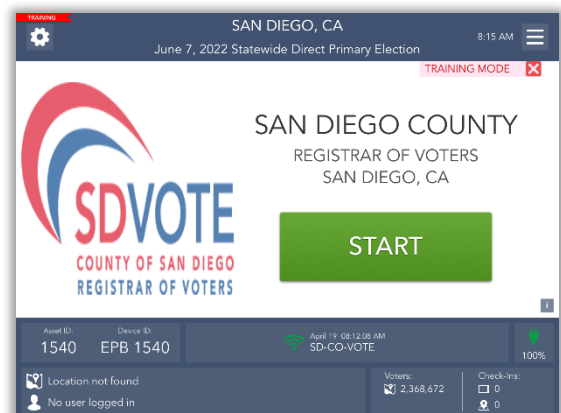 TRAINING
SAN DIEGO, CA
June 7, 2022 Statewide Direct Primary Election
8:15 AM
TRAINING MODE
SDVOTE
COUNTY OF SAN DIEGO
REGISTRAR OF VOTERS
SAN DIEGO COUNTY
REGISTRAR OF VOTERS
SAN DIEGO, CA
START
i
Asset ID:
1540
Device ID:
EPB 1540
April 19 08:12:08 AM
SD-CO-VOTE
100%
Location not found
No user logged in
Voters:
2,368,672
Check-Ins:
0
0